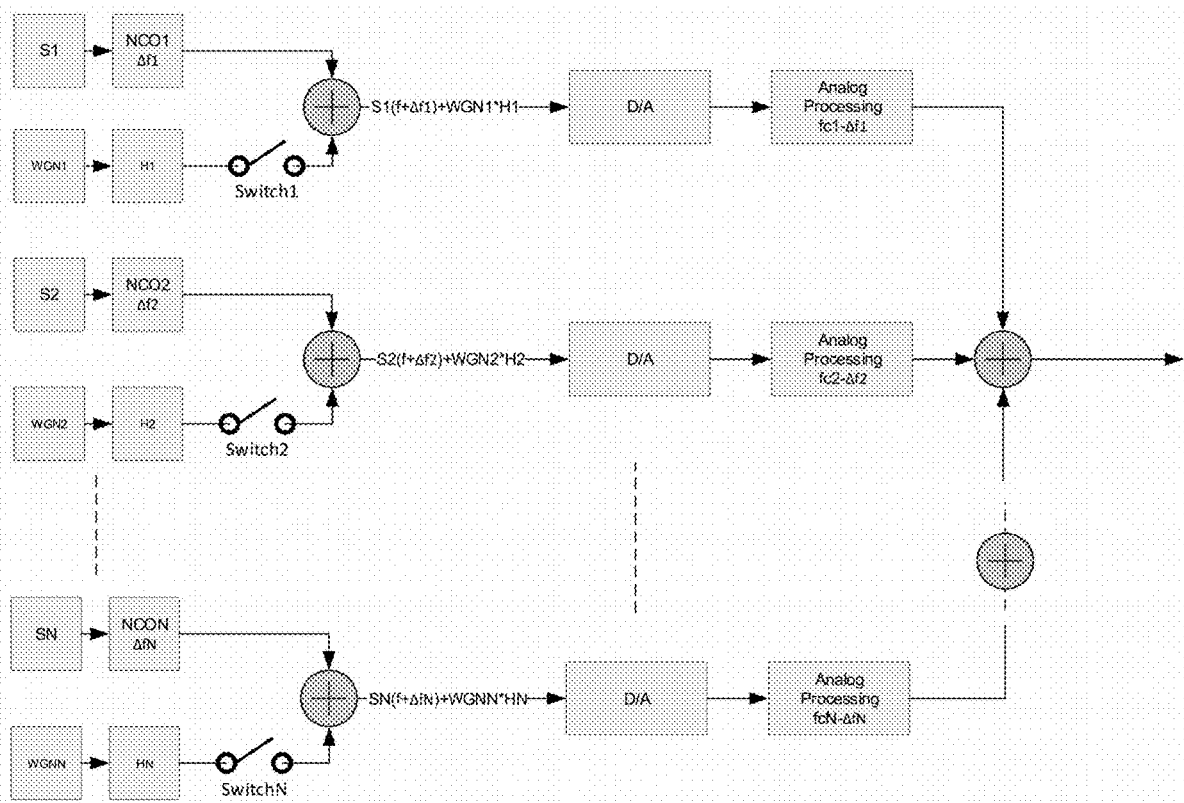 S1
NCO1
Δf1
S1(f+Δf1)+WGN1*H1
D/A
Analog
Processing
fc1-Δf1
WGN1
H1
Switch1
S2
NCO2
Δf2
S2(f+Δf2)+WGN2*H2
D/A
Analog
Processing
fc2-Δf2
WGN2
H2
Switch2
SN
NCON
ΔfN
SN(f+ΔfN)+WGNN*HN
D/A
Analog
Processing
fcN-ΔfN
WGNN
HN
SwitchN